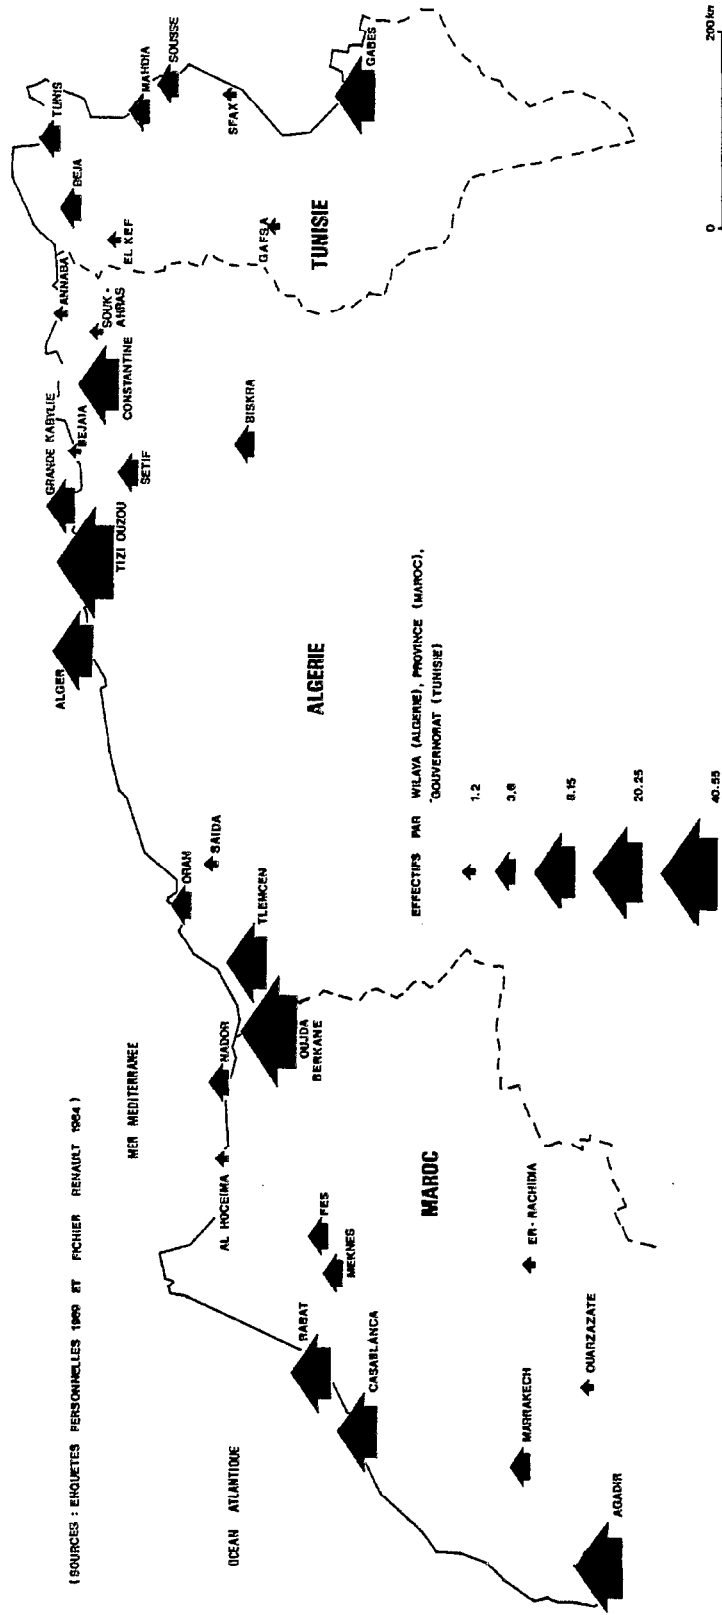 (SOURCES : ENQUETES PERSONNELLES 1989 ET FICHIER RENAULT 1984)
MER MEDITERRANEE
OCEAN ATLANTIQUE
ALGER
GRANDE KABYLIE
TIZI OUZOU
BEJAIA
SETIF
CONSTANTINE
ANNABA
SOUK-
AHRAS
BISKRA
BEJA
TUNIS
EL KEF
MAHDIA
SOUSSE
SFAX
GAFSA
GABES
TUNISIE
ALGERIE
ORAN
SAIDA
TLEMCEN
NADOR
OUJDA
BERKANE
AL HOCEIMA
FES
MEKNES
RABAT
CASABLANCA
MAROC
ER-RACHIDIA
MARRAKECH
OUARZAZATE
AGADIR
EFFECTIFS PAR WILAYA (ALGERIE), PROVINCE (MAROC),
GOUVERNORAT (TUNISIE)
1.2
3.6
8.15
20.25
40.55
0 200 km